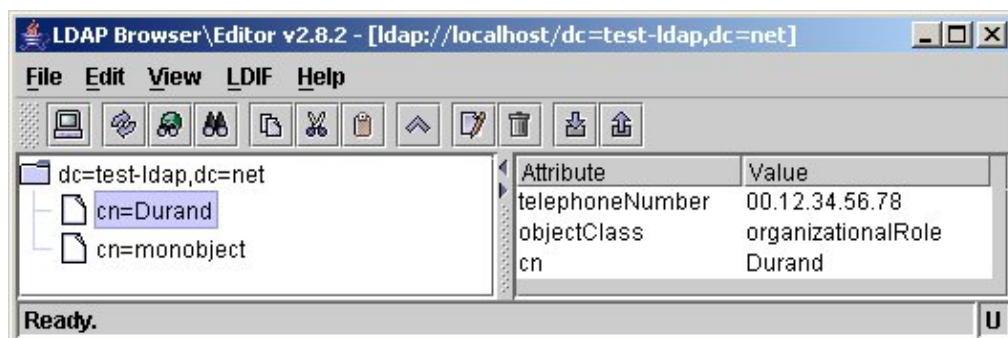 LDAP Browser\Editor v2.8.2 - [ldap://localhost/dc=test-ldap,dc=net]
File Edit View LDIF Help
dc=test-ldap,dc=net
cn=Durand
cn=monobject
Attribute Value
telephoneNumber 00.12.34.56.78
objectClass organizationalRole
cn Durand
Ready. U